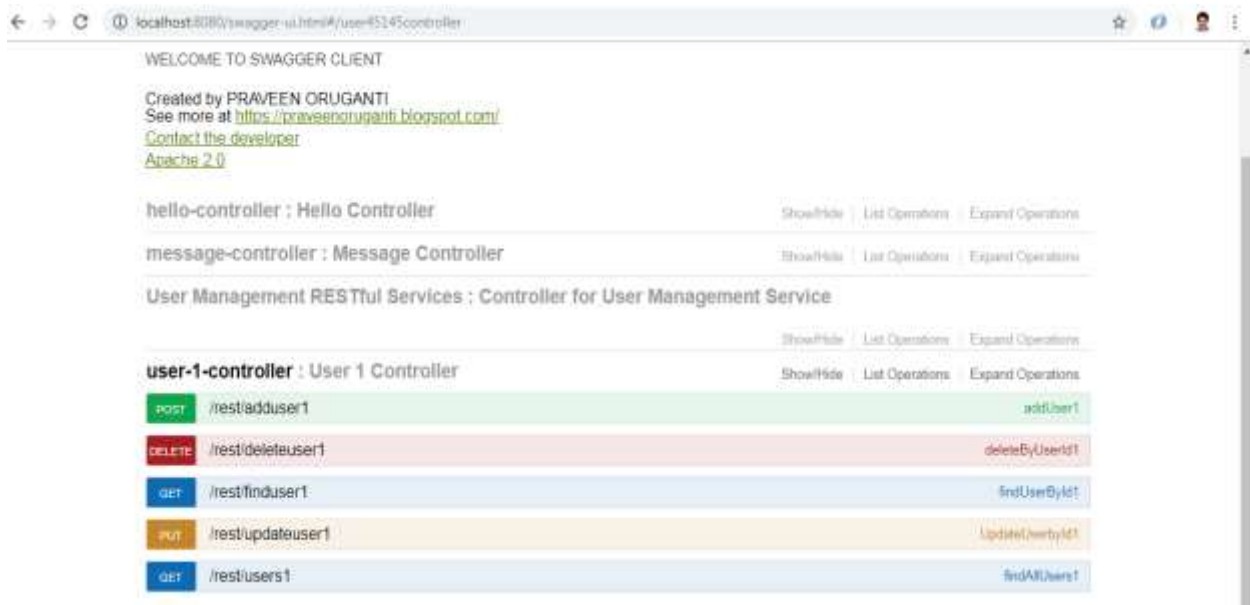 localhost:8080/swagger-ui.html#/user45145controller
WELCOME TO SWAGGER CLIENT
Created by PRAVEEN ORUGANTI
See more at https://praveenoruganti.blogspot.com/
Contact the developer
Apache 2.0
hello-controller : Hello Controller Show/Hide List Operations Expand Operations
message-controller : Message Controller Show/Hide List Operations Expand Operations
User Management RESTful Services : Controller for User Management Service
Show/Hide List Operations Expand Operations
user-1-controller : User 1 Controller Show/Hide List Operations Expand Operations
POST /rest/adduser1 addUser1
DELETE /rest/deleteuser1 deleteByUserId1
GET /rest/finduser1 findUserById1
PUT /rest/updateuser1 UpdateUserbyId1
GET /rest/users1 findAllUsers1